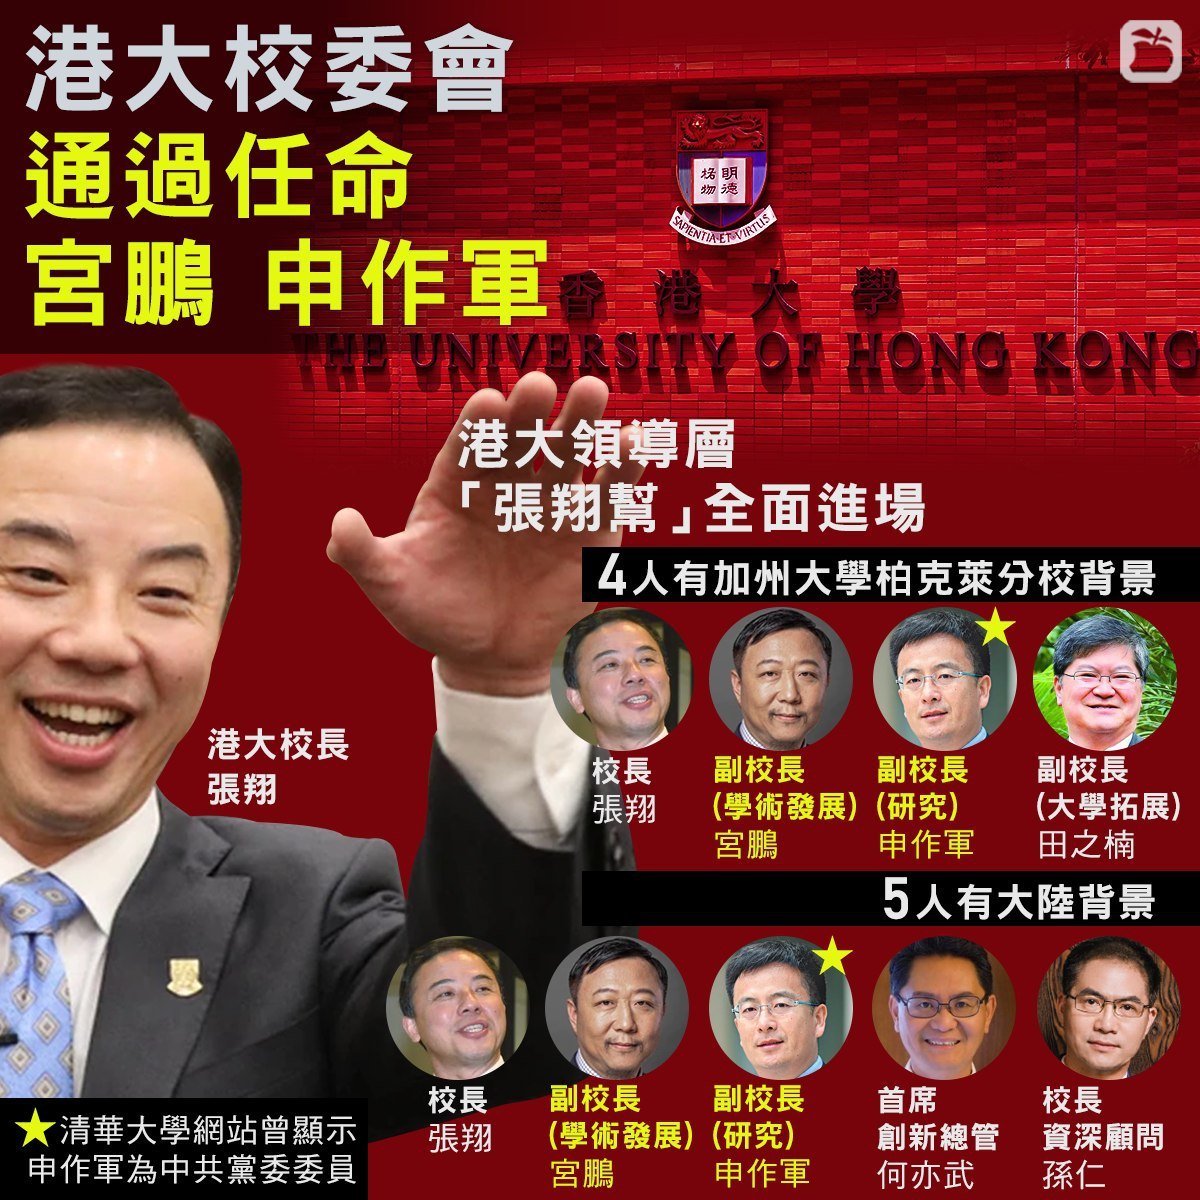 港大校委會
通過任命
宮鵬 申作軍
明德
格物
SAPIENTIA·ET·VIRTUS
香港大學
THE UNIVERSITY OF HONG KONG
港大領導層
「張翔幫」全面進場
港大校長
張翔
4人有加州大學柏克萊分校背景
校長
張翔
副校長
(學術發展)
宮鵬
副校長
(研究)
申作軍
副校長
(大學拓展)
田之楠
5人有大陸背景
校長
張翔
副校長
(學術發展)
宮鵬
副校長
(研究)
申作軍
首席
創新總管
何亦武
校長
資深顧問
孫仁
★清華大學網站曾顯示
申作軍為中共黨委委員